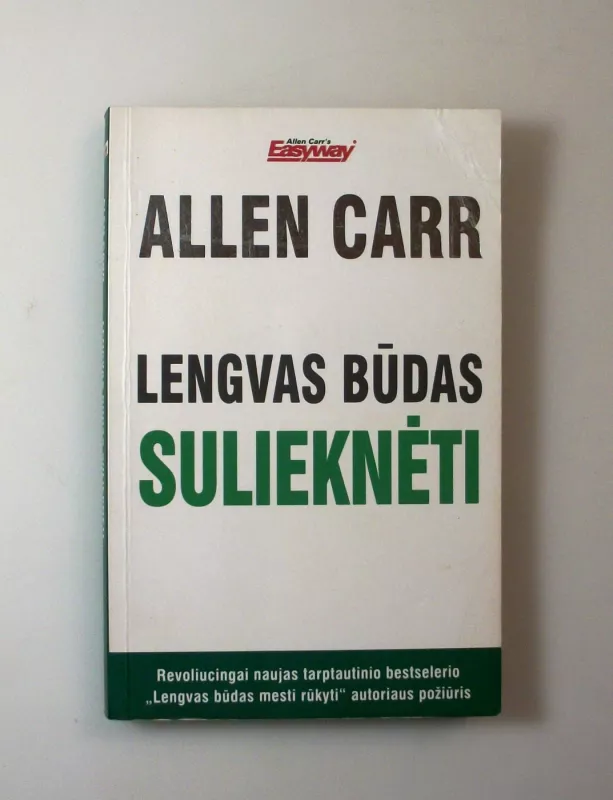 Allen Carr's
Easyway®
ALLEN CARR
LENGVAS BŪDAS
SULIEKNĖTI
Revoliucingai naujas tarptautinio bestselerio
„Lengvas būdas mesti rūkyti“ autoriaus požiūris